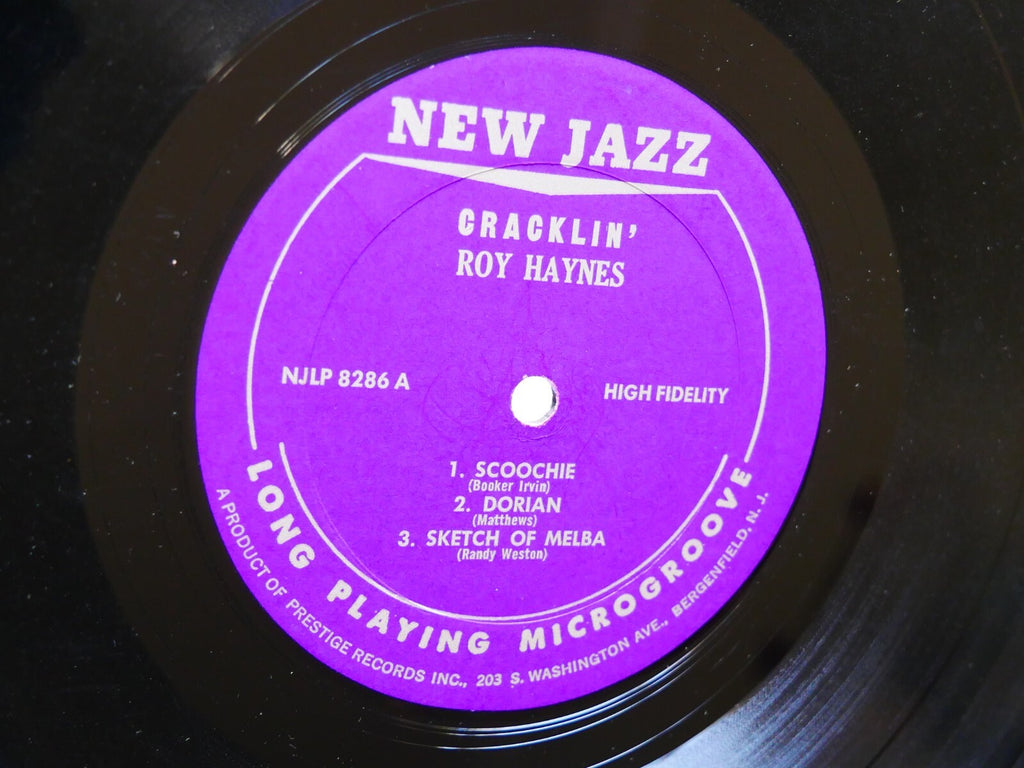 NEW JAZZ
CRACKLIN'
ROY HAYNES
NJLP 8286 A
HIGH FIDELITY
1. SCOOCHIE
(Booker Irvin)
2. DORIAN
(Matthews)
3. SKETCH OF MELBA
(Randy Weston)
LONG PLAYING MICROGROOVE
A PRODUCT OF PRESTIGE RECORDS INC., 203 S. WASHINGTON AVE., BERGENFIELD, N. J.